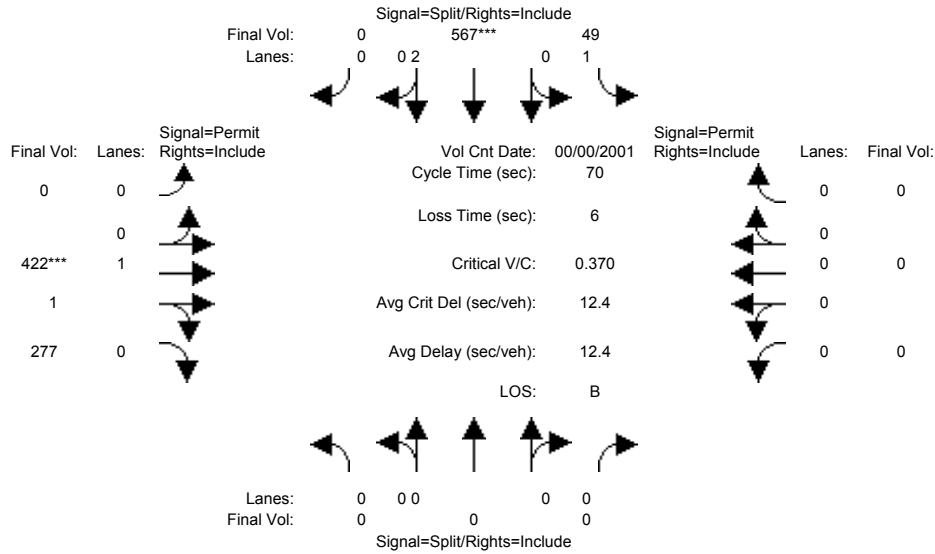 Signal=Split/Rights=Include
Final Vol: 0 567*** 49
Lanes: 0 0 2 0 1
Signal=Permit Signal=Permit
Final Vol: Lanes: Rights=Include Vol Cnt Date: 00/00/2001 Rights=Include Lanes: Final Vol:
Cycle Time (sec): 70
0 0 0 0
Loss Time (sec): 6
0 0
422*** 1 Critical V/C: 0.370 0 0
1 0 Avg Crit Del (sec/veh): 12.4 0
277 0 Avg Delay (sec/veh): 12.4 0 0
LOS: B
Lanes: 0 0 0 0 0
Final Vol: 0 0 0
Signal=Split/Rights=Include